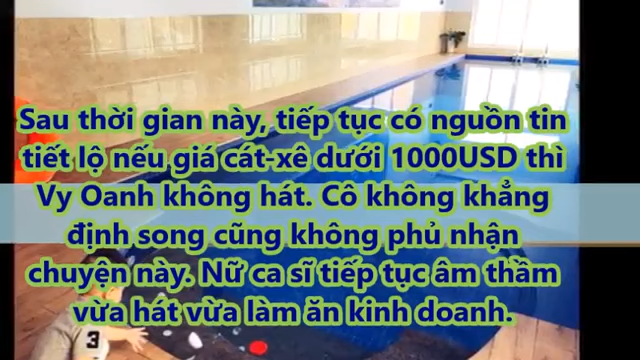 Sau thời gian này, tiếp tục có nguồn tin
tiết lộ nếu giá cát-xê dưới 1000USD thì
Vy Oanh không hát. Cô không khẳng
định song cũng không phủ nhận
chuyện này. Nữ ca sĩ tiếp tục âm thầm
vừa hát vừa làm ăn kinh doanh.
3